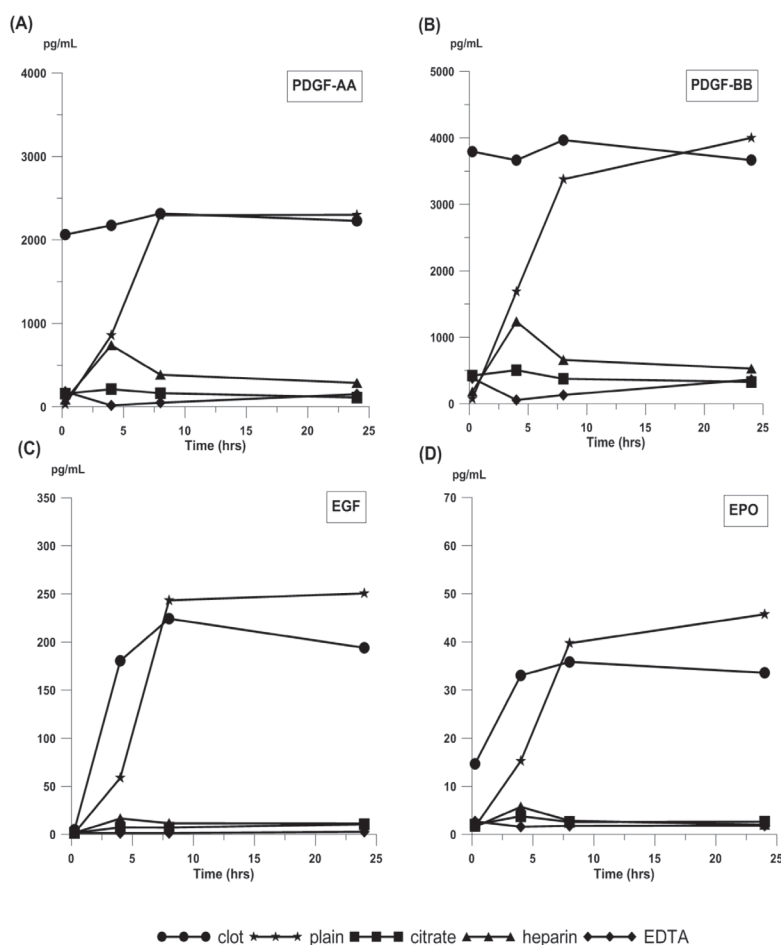 (A)
pg/mL
PDGF-AA
4000
3000
2000
1000
0
0 5 10 15 20 25
Time (hrs)
(B)
pg/mL
PDGF-BB
5000
4000
3000
2000
1000
0
0 5 10 15 20 25
Time (hrs)
(C)
pg/mL
EGF
350
300
250
200
150
100
50
0
0 5 10 15 20 25
Time (hrs)
(D)
pg/mL
EPO
70
60
50
40
30
20
10
0
0 5 10 15 20 25
Time (hrs)
clot plain citrate heparin EDTA